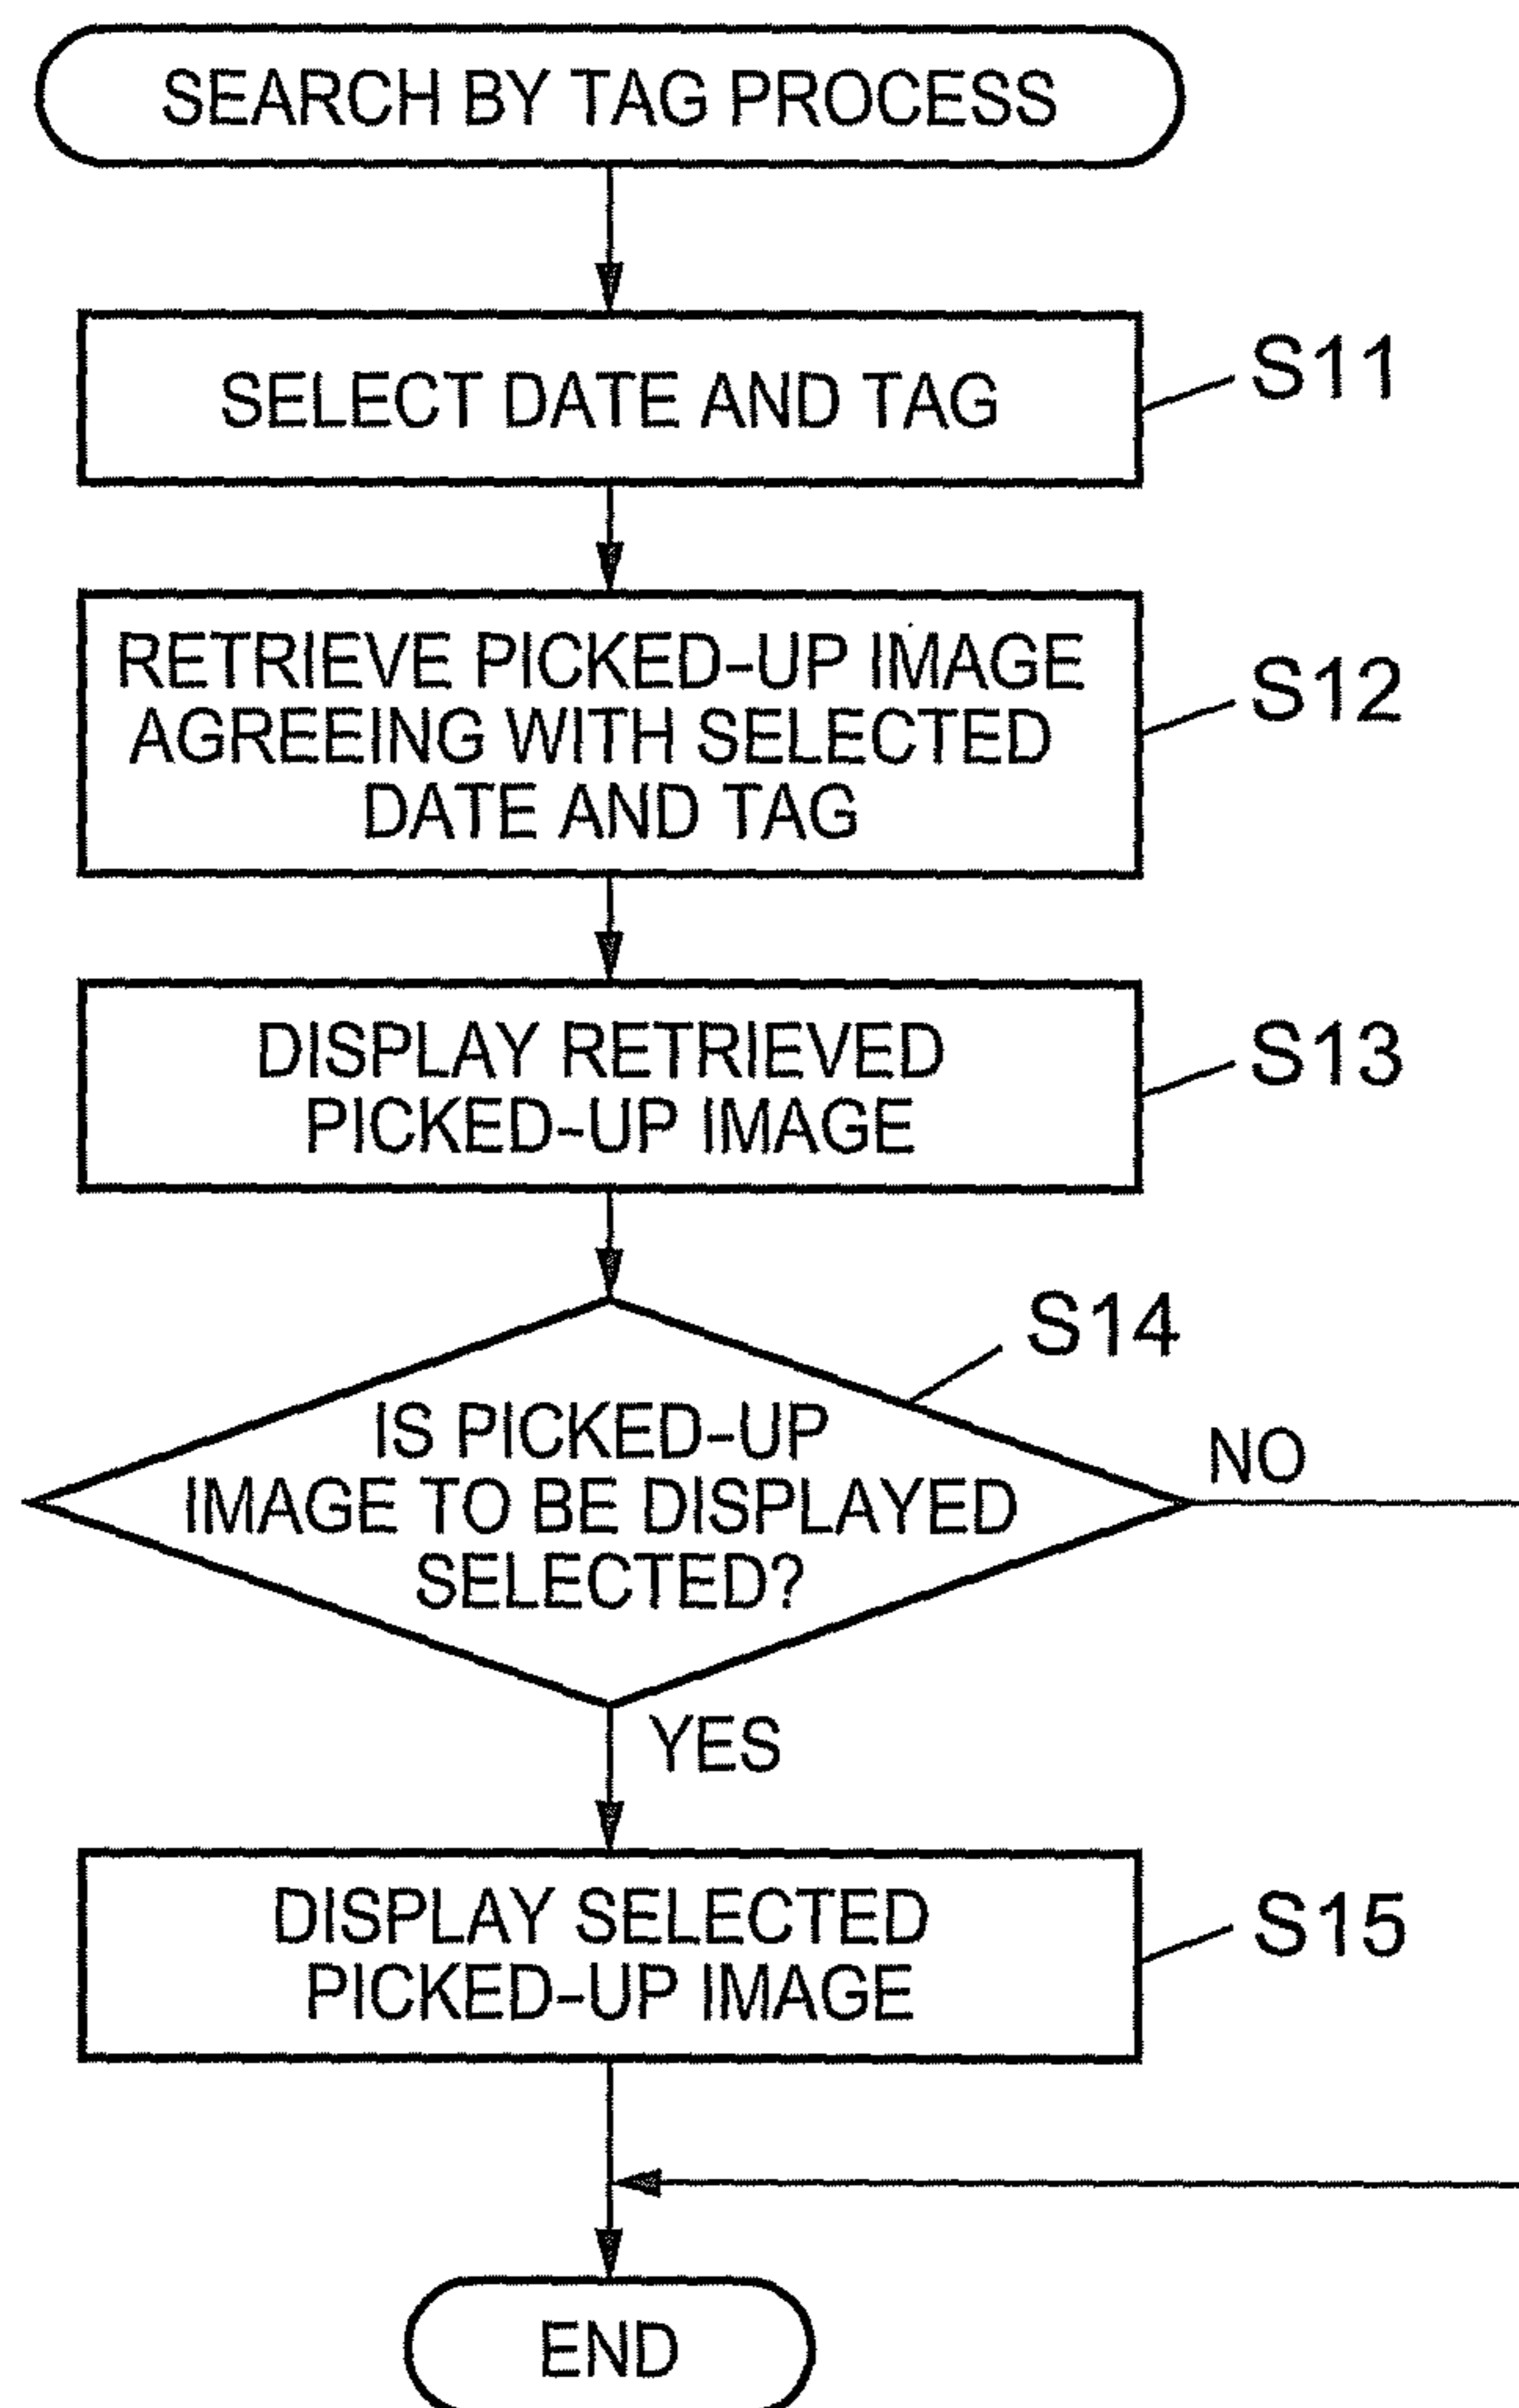 SEARCH BY TAG PROCESS
SELECT DATE AND TAG
S11
RETRIEVE PICKED-UP IMAGE
AGREEING WITH SELECTED
DATE AND TAG
S12
DISPLAY RETRIEVED
PICKED-UP IMAGE
S13
S14
IS PICKED-UP
IMAGE TO BE DISPLAYED
SELECTED?
NO
YES
DISPLAY SELECTED
PICKED-UP IMAGE
S15
END